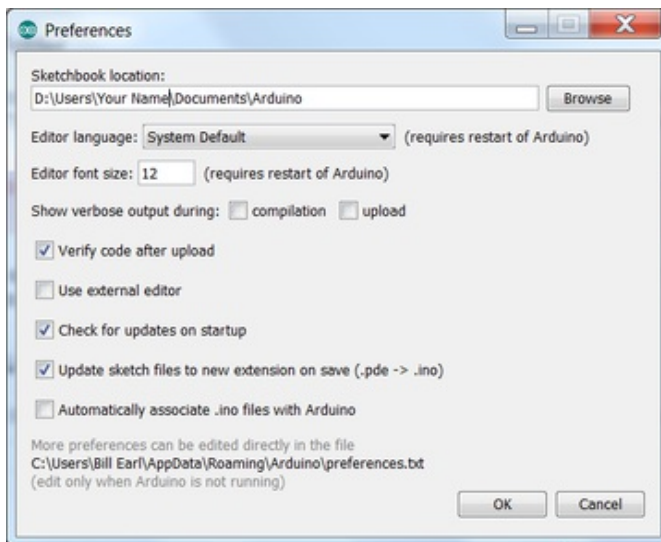 Preferences
Sketchbook location:
D:\Users\Your Name\Documents\Arduino
Browse
Editor language: System Default (requires restart of Arduino)
Editor font size: 12 (requires restart of Arduino)
Show verbose output during: compilation upload
Verify code after upload
Use external editor
Check for updates on startup
Update sketch files to new extension on save (.pde -> .ino)
Automatically associate .ino files with Arduino
More preferences can be edited directly in the file
C:\Users\Bill Earl\AppData\Roaming\Arduino\preferences.txt
(edit only when Arduino is not running)
OK Cancel